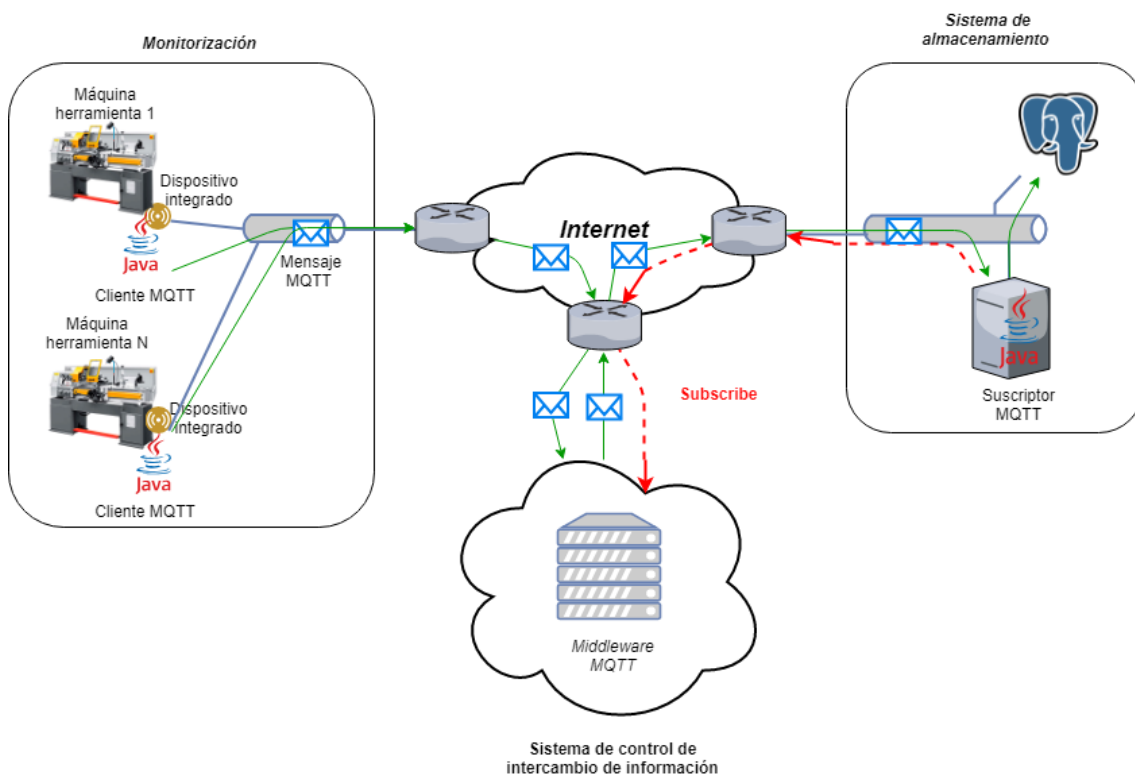 Monitorización
Máquina
herramienta 1
Dispositivo
integrado
Java
Cliente MQTT
Mensaje
MQTT
Máquina
herramienta N
Dispositivo
integrado
Java
Cliente MQTT
Internet
Subscribe
Middleware
MQTT
Sistema de control de
intercambio de información
Sistema de
almacenamiento
Java
Suscriptor
MQTT